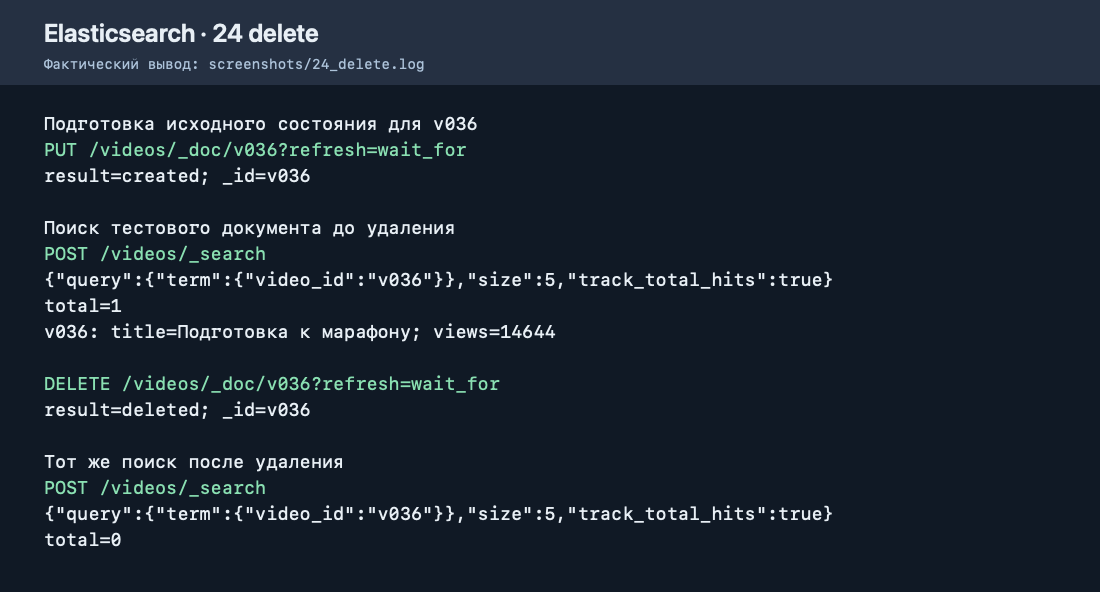 Elasticsearch · 24 delete
Фактический вывод: screenshots/24_delete.log
Подготовка исходного состояния для v036
PUT /videos/_doc/v036?refresh=wait_for
result=created; _id=v036
Поиск тестового документа до удаления
POST /videos/_search
{"query":{"term":{"video_id":"v036"}},"size":5,"track_total_hits":true}
total=1
v036: title=Подготовка к марафону; views=14644
DELETE /videos/_doc/v036?refresh=wait_for
result=deleted; _id=v036
Тот же поиск после удаления
POST /videos/_search
{"query":{"term":{"video_id":"v036"}},"size":5,"track_total_hits":true}
total=0